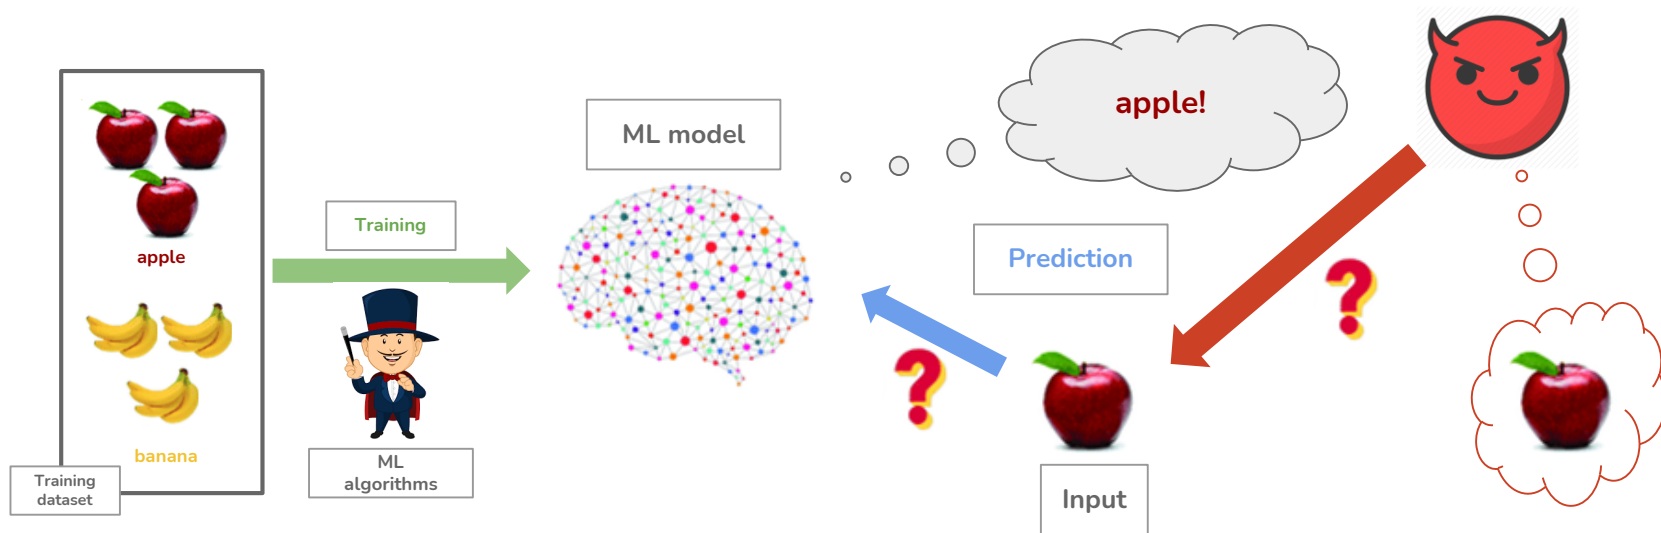 apple
banana
Training
dataset
Training
ML
algorithms
ML model
apple!
Prediction
?
?
Input